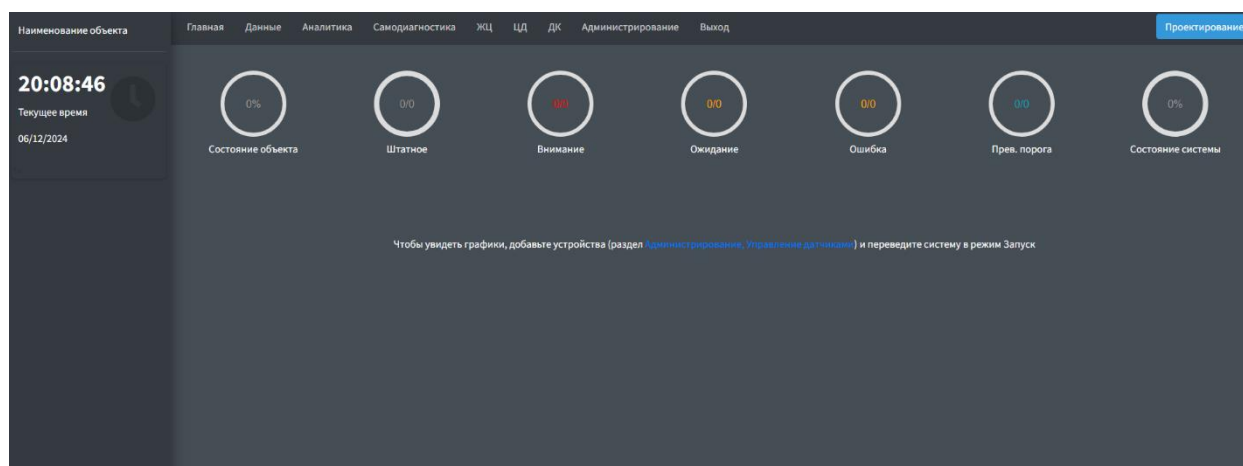 Наименование объекта
Главная Данные Аналитика Самодиагностика ЖЦ ЦД ДК Администрирование Выход
Проектирование
20:08:46
Текущее время
06/12/2024
0%
Состояние объекта
0/0
Штатное
0/0
Внимание
0/0
Ожидание
0/0
Ошибка
0/0
Прев. порога
0%
Состояние системы
Чтобы увидеть графики, добавьте устройства (раздел Администрирование, Управление датчиками) и переведите систему в режим Запуск